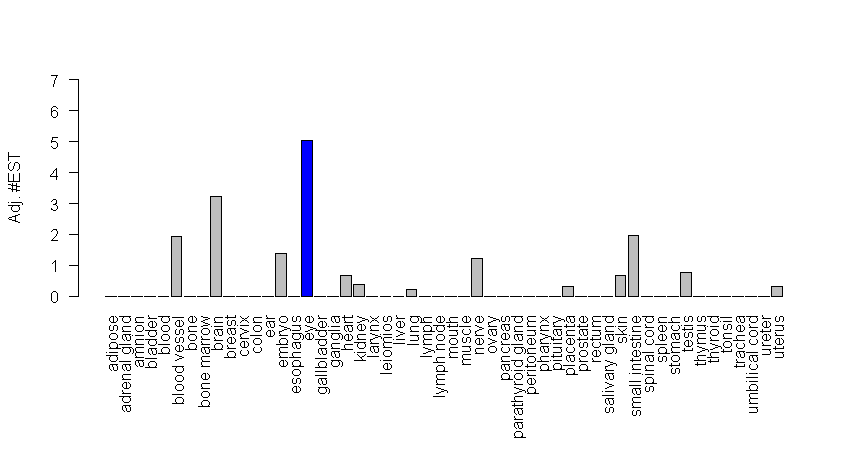 7
6
5
4
3
2
1
0
Adj. #EST
adipose
adrenal gland
amnion
bladder
blood
blood vessel
bone
bone marrow
brain
breast
cervix
colon
ear
embryo
esophagus
eye
gallbladder
ganglia
heart
kidney
larynx
leiomios
liver
lung
lymph
lymph node
mouth
muscle
nerve
ovary
pancreas
parathyroid gland
peritoneum
pharynx
pituitary
placenta
prostate
rectum
salivary gland
skin
small intestine
spinal cord
spleen
stomach
testis
thymus
thyroid
tonsil
trachea
umbilical cord
ureter
uterus